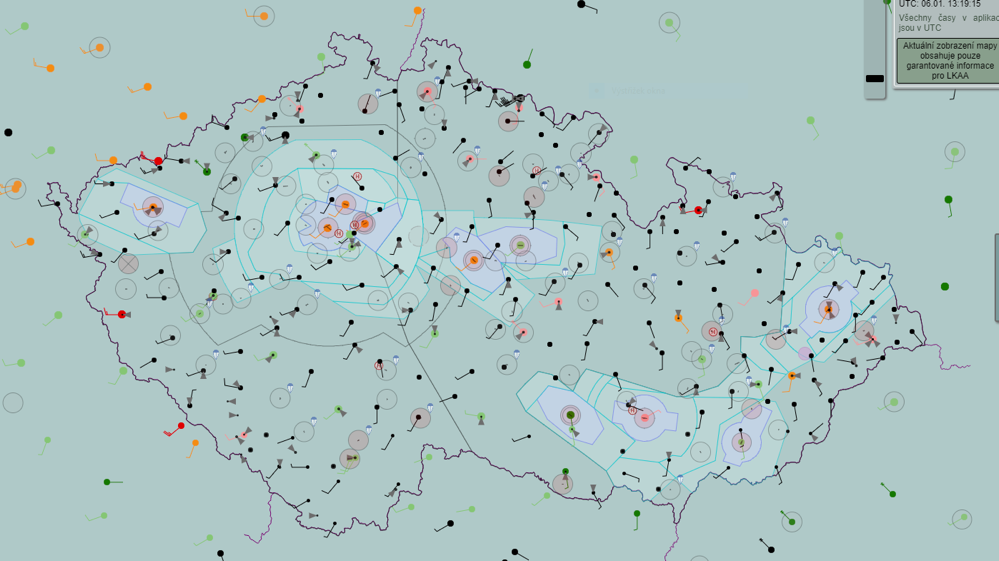 UTC: 06.01. 13:19:15
Všechny časy v aplikac
jsou v UTC
Aktuální zobrazení mapy
obsahuje pouze
garantované informace
pro LKAA
H
H
H
H
H
H
H